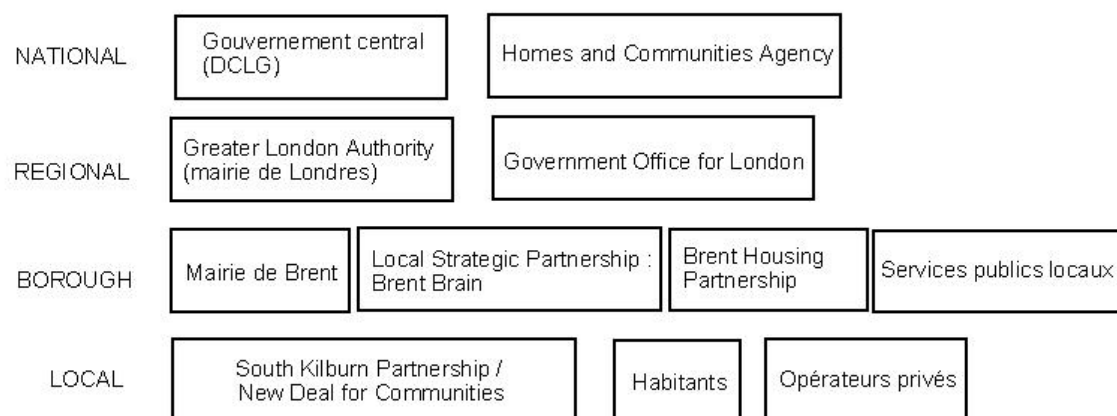 NATIONAL
Gouvernement central
(DCLG)
Homes and Communities Agency
REGIONAL
Greater London Authority
(mairie de Londres)
Government Office for London
BOROUGH
Mairie de Brent
Local Strategic Partnership :
Brent Brain
Brent Housing
Partnership
Services publics locaux
LOCAL
South Kilburn Partnership /
New Deal for Communities
Habitants
Opérateurs privés